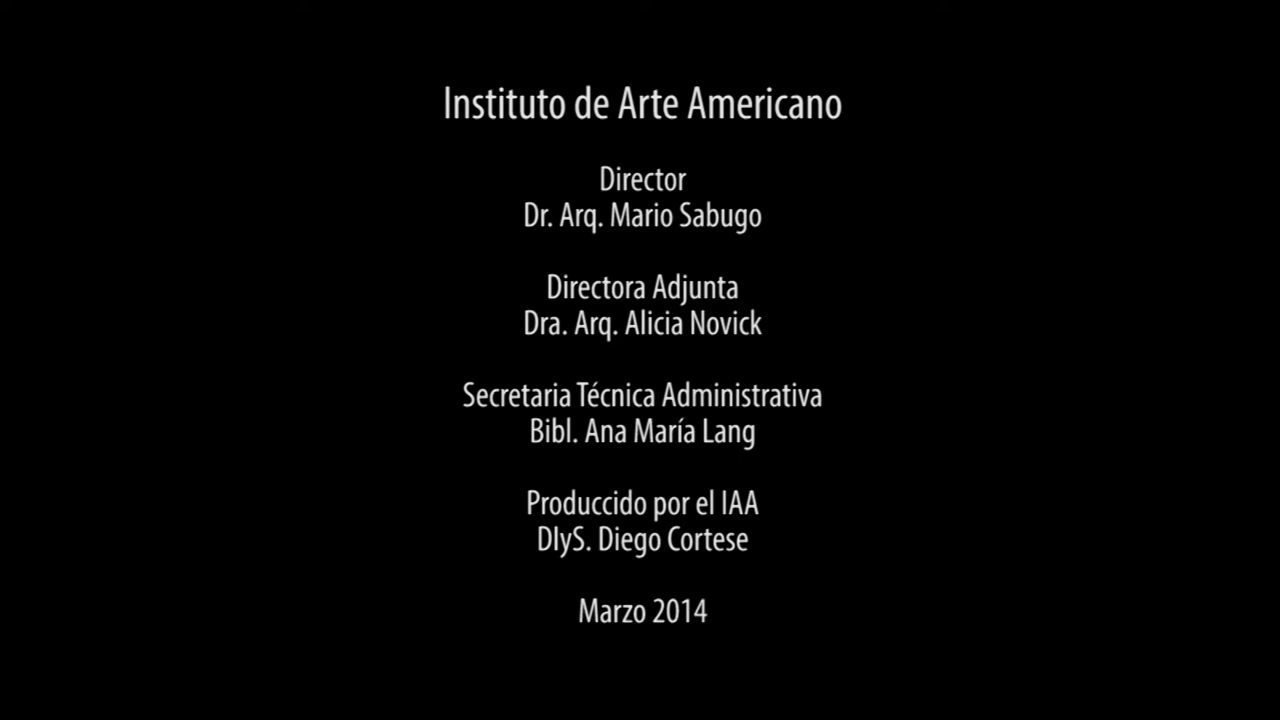 Instituto de Arte Americano
Director
Dr. Arq. Mario Sabugo
Directora Adjunta
Dra. Arq. Alicia Novick
Secretaria Técnica Administrativa
Bibl. Ana María Lang
Produccido por el IAA
DIyS. Diego Cortese
Marzo 2014